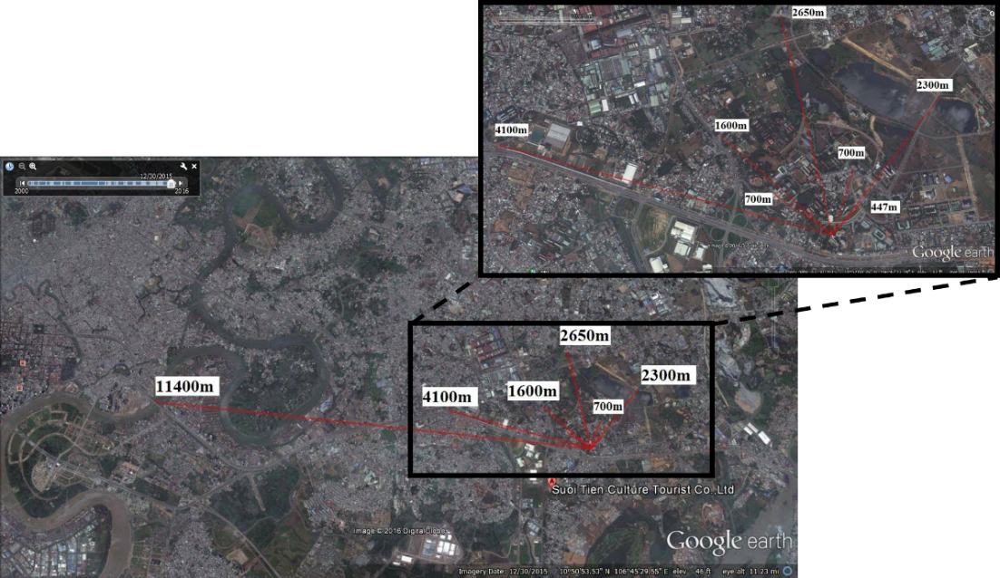 2650m
2300m
1600m
4100m
700m
700m
447m
Google earth
12/30/2015
2000
2016
2650m
11400m
2300m
1600m
4100m
700m
Suoi Tien Culture Tourist Co.,Ltd
Image © 2016 DigitalGlobe
Google earth
Imagery Date: 12/30/2015 10°50'53.53" N 106°45'29.55" E elev 46 ft eye alt 11.23 mi